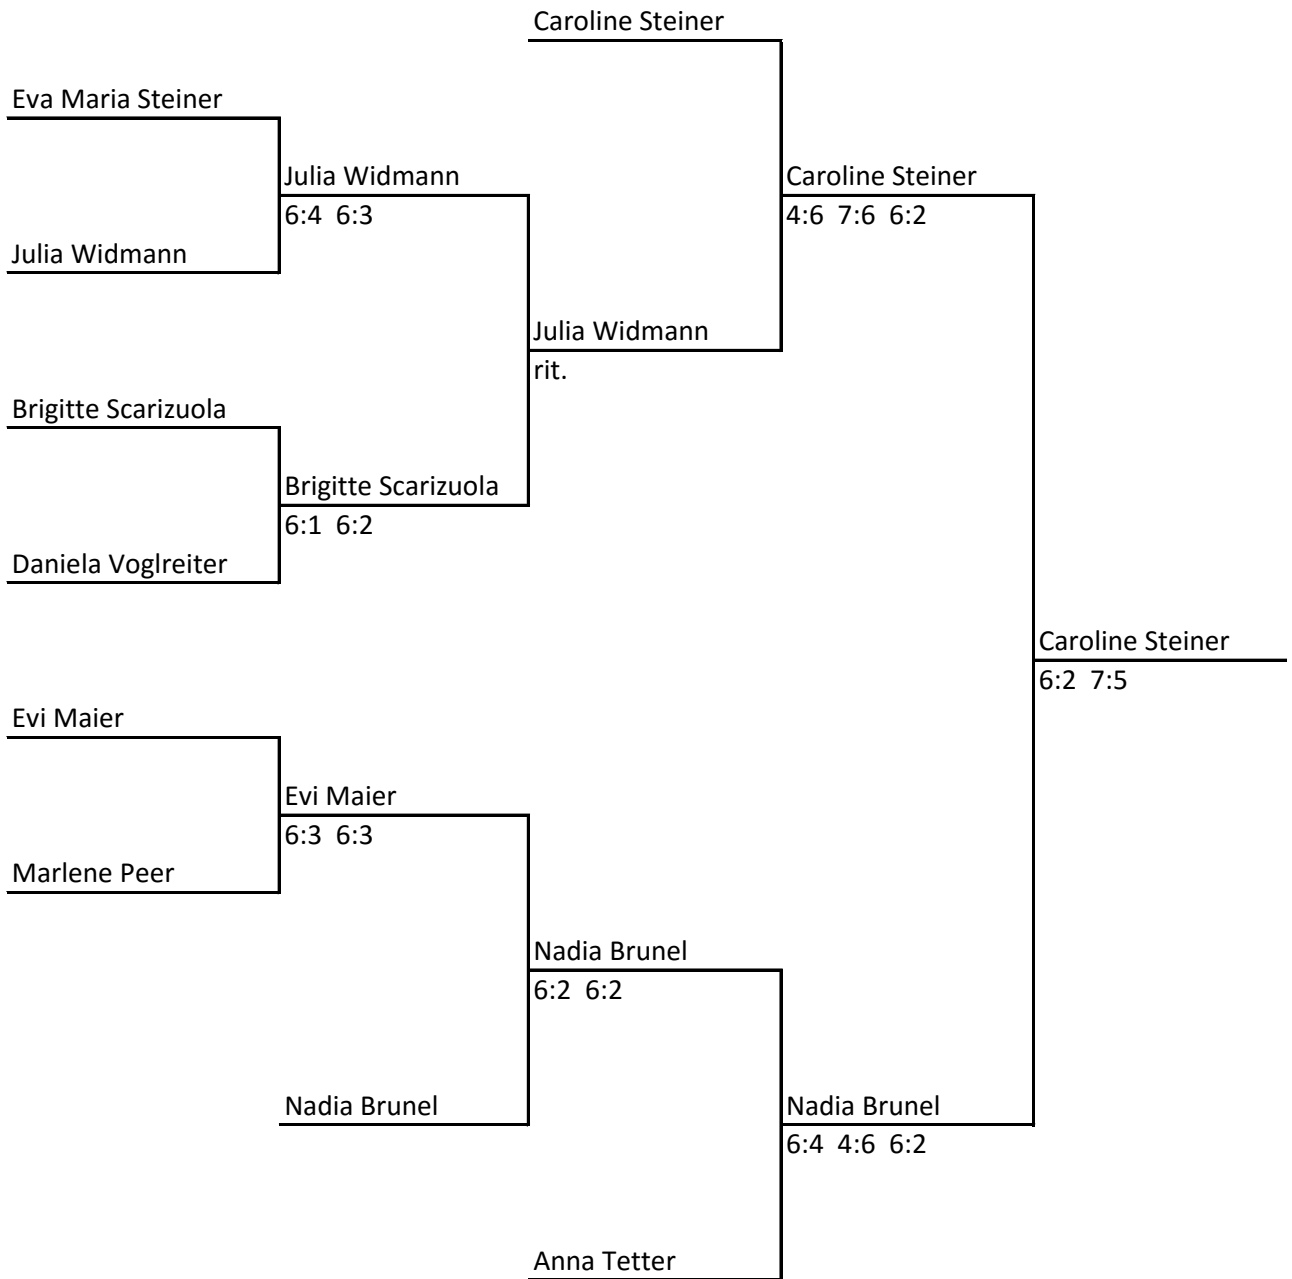 Caroline Steiner
Eva Maria Steiner
Julia Widmann
Caroline Steiner
6:4 6:3
4:6 7:6 6:2
Julia Widmann
Julia Widmann
rit.
Brigitte Scarizuola
Brigitte Scarizuola
6:1 6:2
Daniela Voglreiter
Caroline Steiner
6:2 7:5
Evi Maier
Evi Maier
6:3 6:3
Marlene Peer
Nadia Brunel
6:2 6:2
Nadia Brunel
Nadia Brunel
6:4 4:6 6:2
Anna Tetter